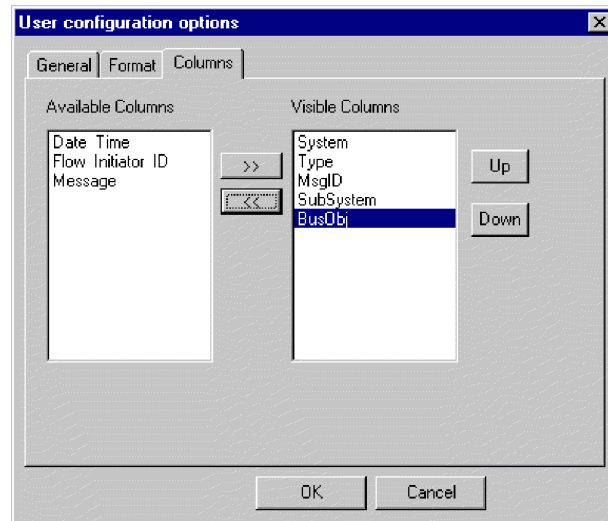 User configuration options
General Format Columns
Available Columns
Visible Columns
Date Time
Flow Initiator ID
Message
>>
<<
System
Type
MsgID
SubSystem
BusObj
Up
Down
OK
Cancel